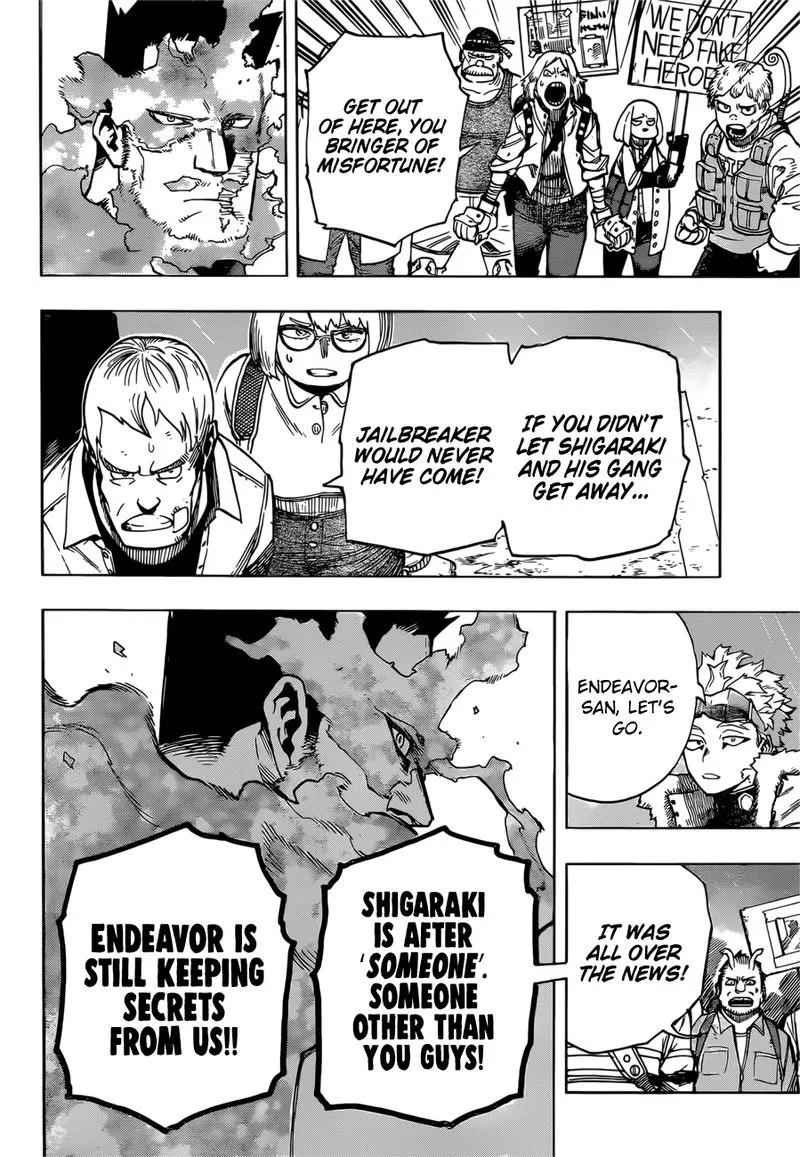 WE DON'T
NEED FAKE
HEROE
GET OUT
OF HERE, YOU
BRINGER OF
MISFORTUNE!
IF YOU DIDN'T
LET SHIGARAKI
AND HIS GANG
GET AWAY...
JAILBREAKER
WOULD NEVER
HAVE COME!
ENDEAVOR-
SAN, LET'S
GO.
IT WAS
ALL OVER
THE NEWS!
SHIGARAKI
IS AFTER
'SOMEONE'.
SOMEONE
OTHER THAN
YOU GUYS!
ENDEAVOR IS
STILL KEEPING
SECRETS
FROM US!!